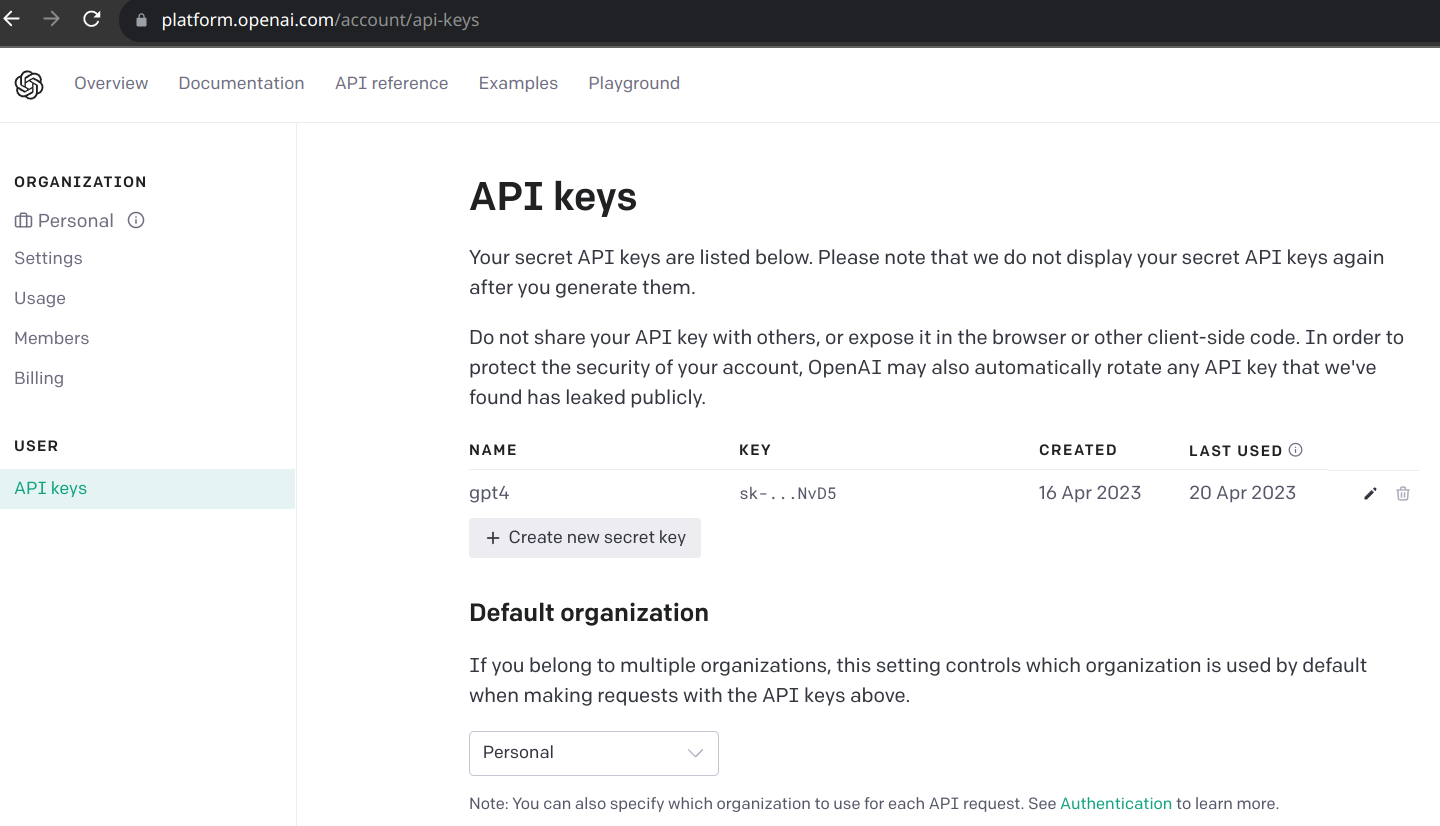 platform.openai.com/account/api-keys
Overview Documentation API reference Examples Playground
ORGANIZATION
Personal
Settings
Usage
Members
Billing
USER
API keys
API keys
Your secret API keys are listed below. Please note that we do not display your secret API keys again
after you generate them.
Do not share your API key with others, or expose it in the browser or other client-side code. In order to
protect the security of your account, OpenAI may also automatically rotate any API key that we've
found has leaked publicly.
NAME KEY CREATED LAST USED
gpt4 sk-...NvD5 16 Apr 2023 20 Apr 2023
+ Create new secret key
Default organization
If you belong to multiple organizations, this setting controls which organization is used by default
when making requests with the API keys above.
Personal
Note: You can also specify which organization to use for each API request. See Authentication to learn more.